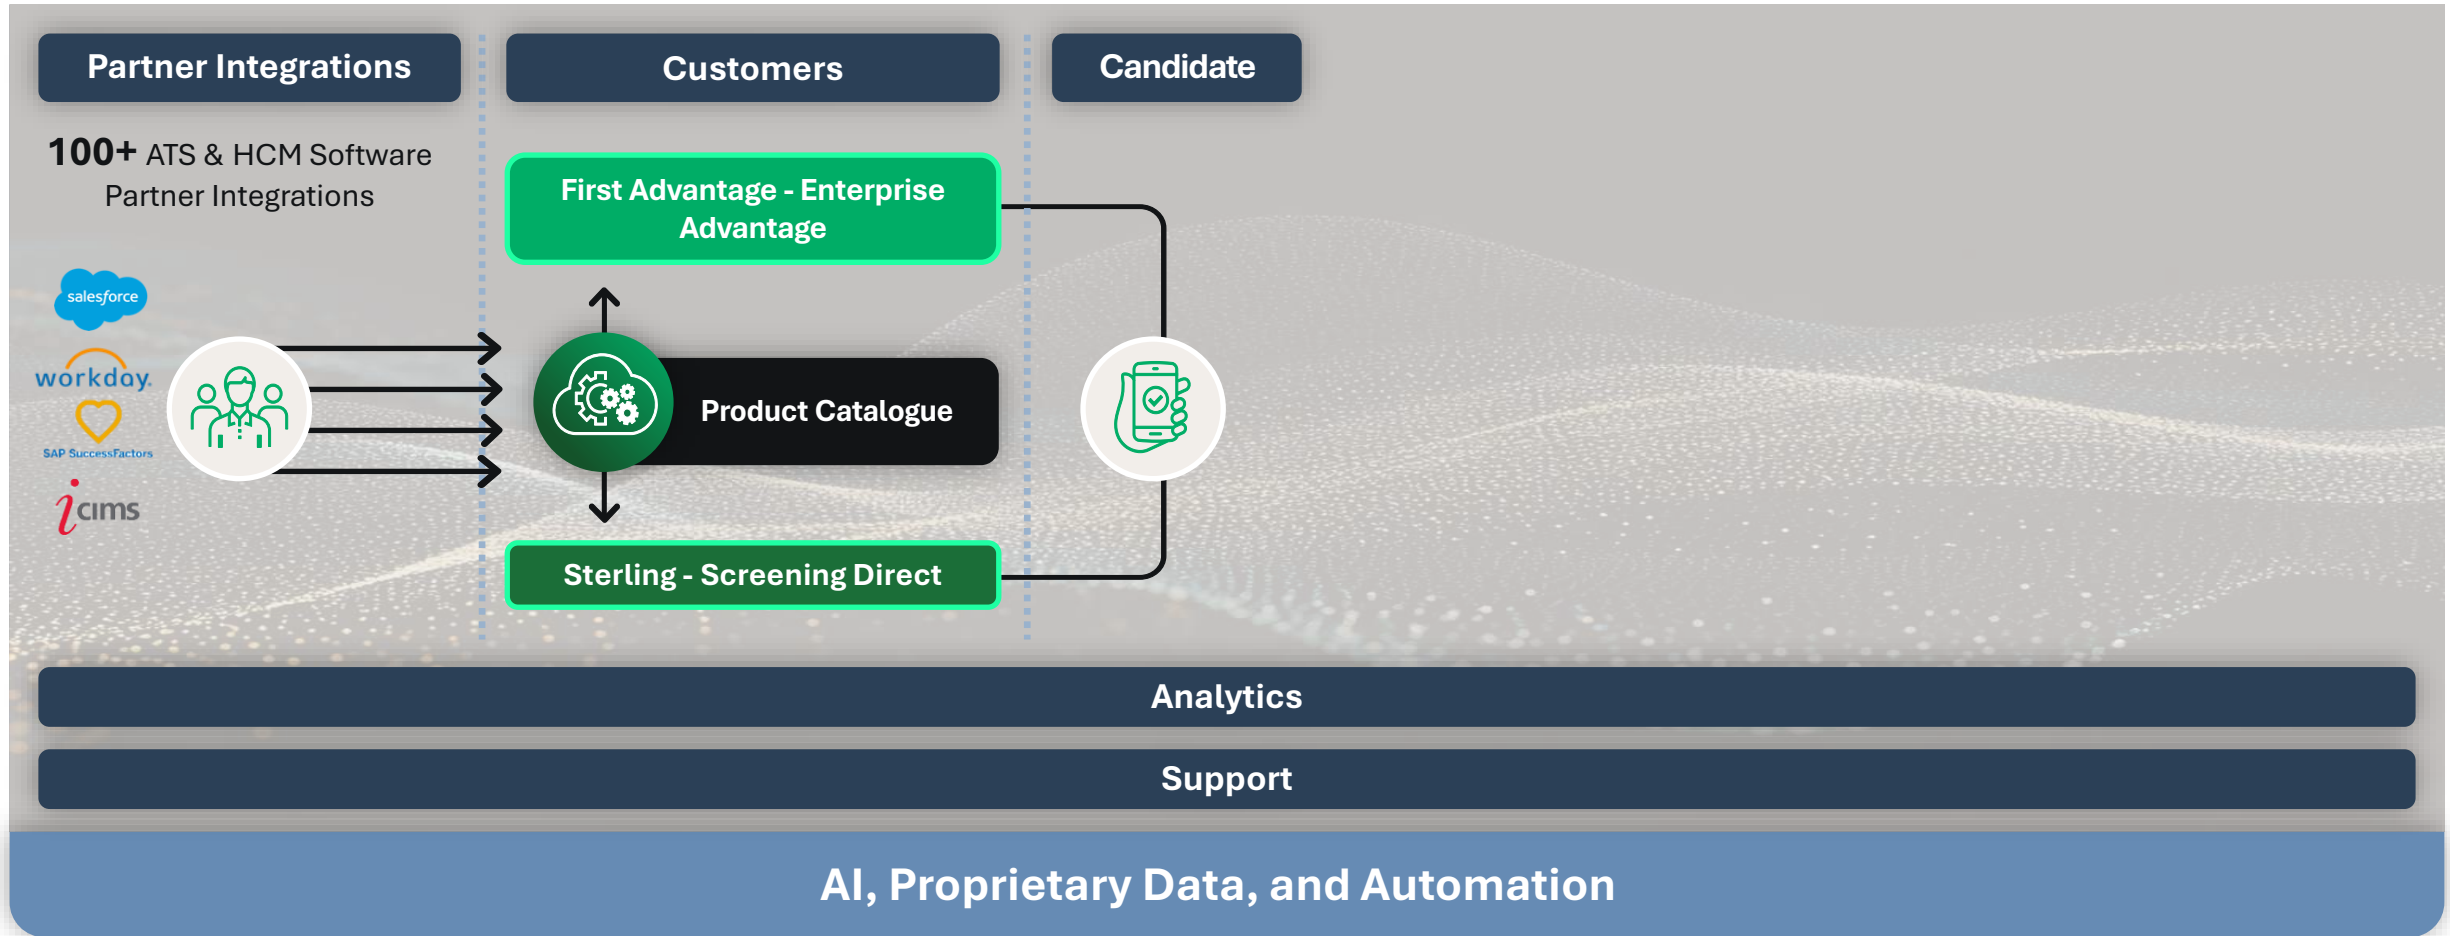 Partner Integrations
Customers
Candidate
100+ ATS & HCM Software
Partner Integrations
First Advantage - Enterprise
Advantage
salesforce
workday.
SAP SuccessFactors
icims
Product Catalogue
Sterling - Screening Direct
Analytics
Support
AI, Proprietary Data, and Automation